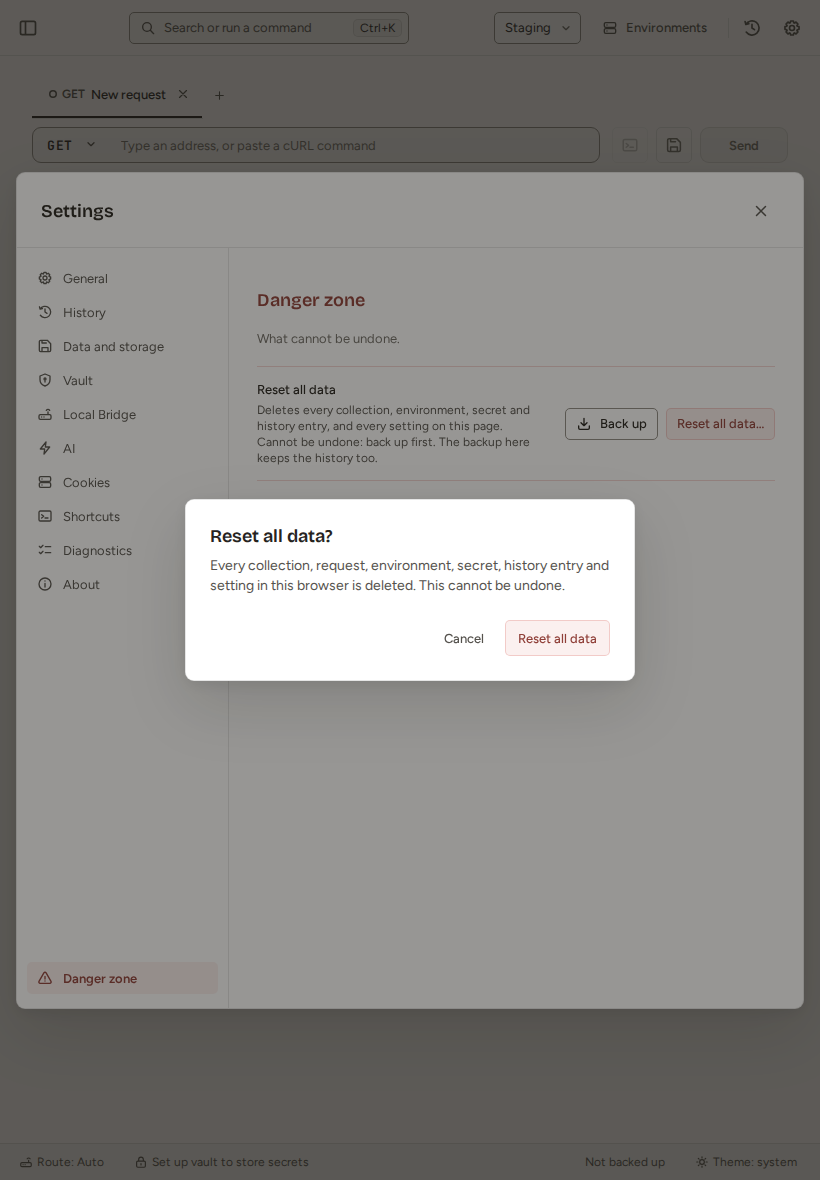 Search or run a command Ctrl+K Staging Environments
GET New request
GET Type an address, or paste a cURL command Send
Settings
General
History
Data and storage
Vault
Local Bridge
AI
Cookies
Shortcuts
Diagnostics
About
Danger zone
Danger zone
What cannot be undone.
Reset all data
Deletes every collection, environment, secret and
history entry, and every setting on this page.
Cannot be undone: back up first. The backup here
keeps the history too.
Back up Reset all data...
Reset all data?
Every collection, request, environment, secret, history entry and
setting in this browser is deleted. This cannot be undone.
Cancel Reset all data
Route: Auto Set up vault to store secrets Not backed up Theme: system